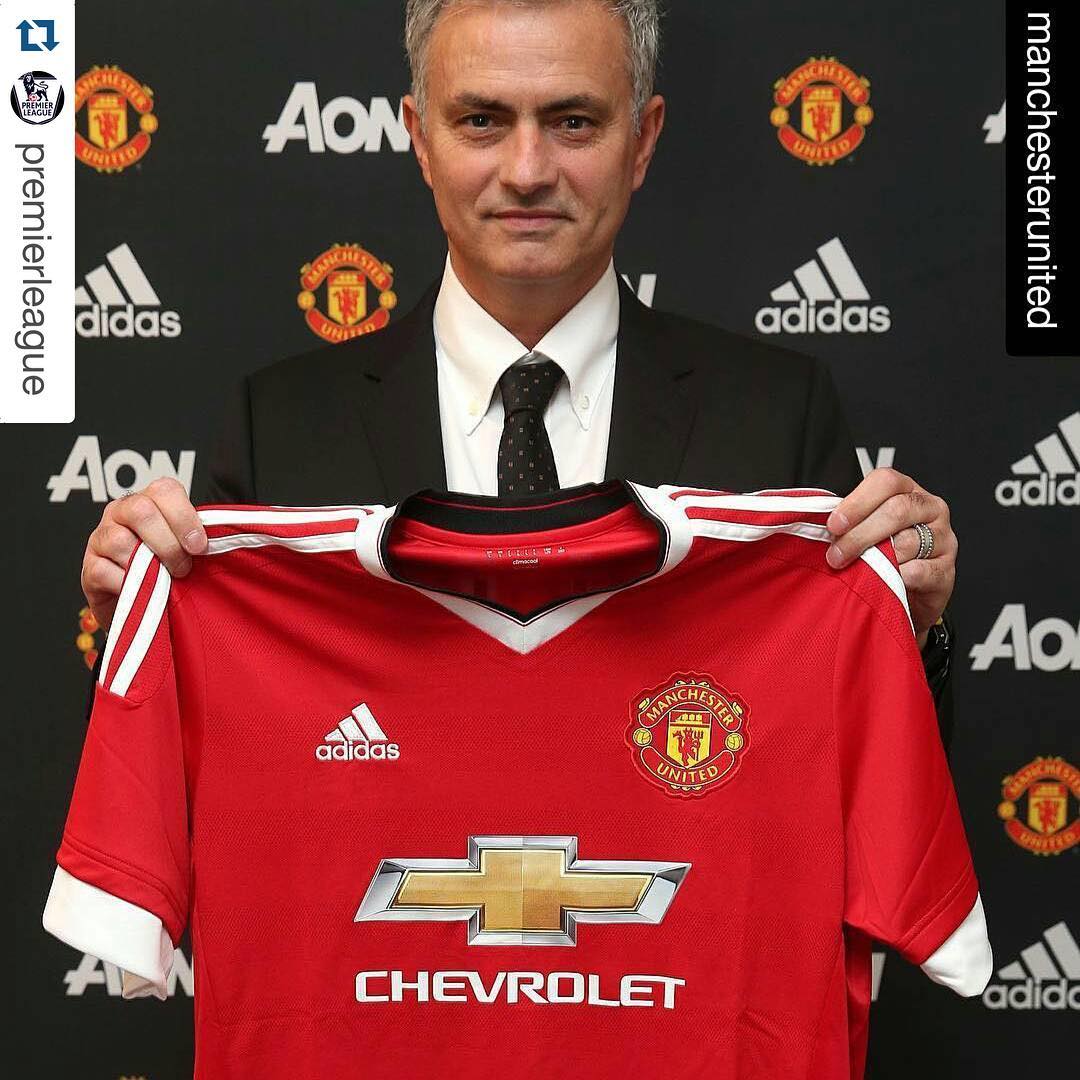 premierleague
PREMIER
LEAGUE
manchesterunited
MANCHESTER
UNITED
AON
MANCHESTER
UNITED
adidas
MANCHESTER
UNITED
adidas
AON
adidas
AON
MANCHESTER
UNITED
adidas
climacool
adidas
MANCHESTER
UNITED
CHEVROLET